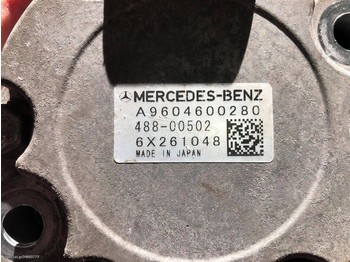 MERCEDES-BENZ
A9604600280
488-00502
6X261048
MADE IN JAPAN